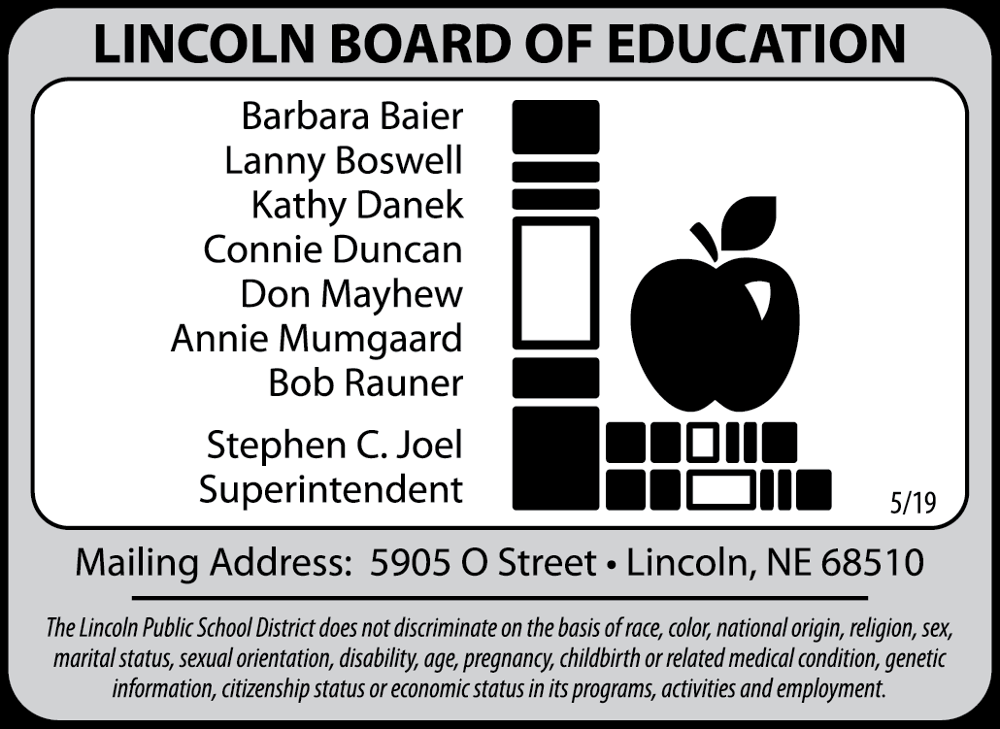 LINCOLN BOARD OF EDUCATION
Barbara Baier
Lanny Boswell
Kathy Danek
Connie Duncan
Don Mayhew
Annie Mumgaard
Bob Rauner
Stephen C. Joel
Superintendent
5/19
Mailing Address: 5905 O Street • Lincoln, NE 68510
The Lincoln Public School District does not discriminate on the basis of race, color, national origin, religion, sex,
marital status, sexual orientation, disability, age, pregnancy, childbirth or related medical condition, genetic
information, citizenship status or economic status in its programs, activities and employment.